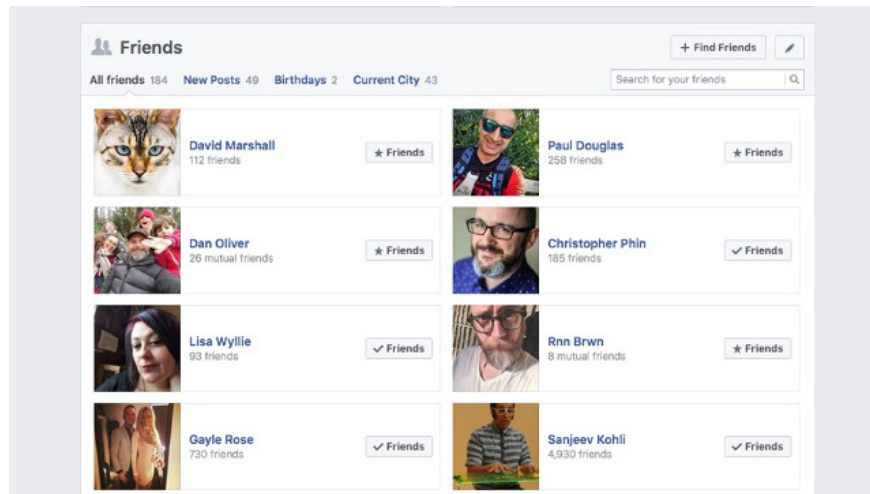 Friends
+ Find Friends
All friends 184 New Posts 49 Birthdays 2 Current City 43
Search for your friends
David Marshall
112 friends
★ Friends
Paul Douglas
258 friends
★ Friends
Dan Oliver
26 mutual friends
★ Friends
Christopher Phin
185 friends
✓ Friends
Lisa Wyllie
93 friends
✓ Friends
Rnn Brwn
8 mutual friends
★ Friends
Gayle Rose
730 friends
✓ Friends
Sanjeev Kohli
4,930 friends
✓ Friends